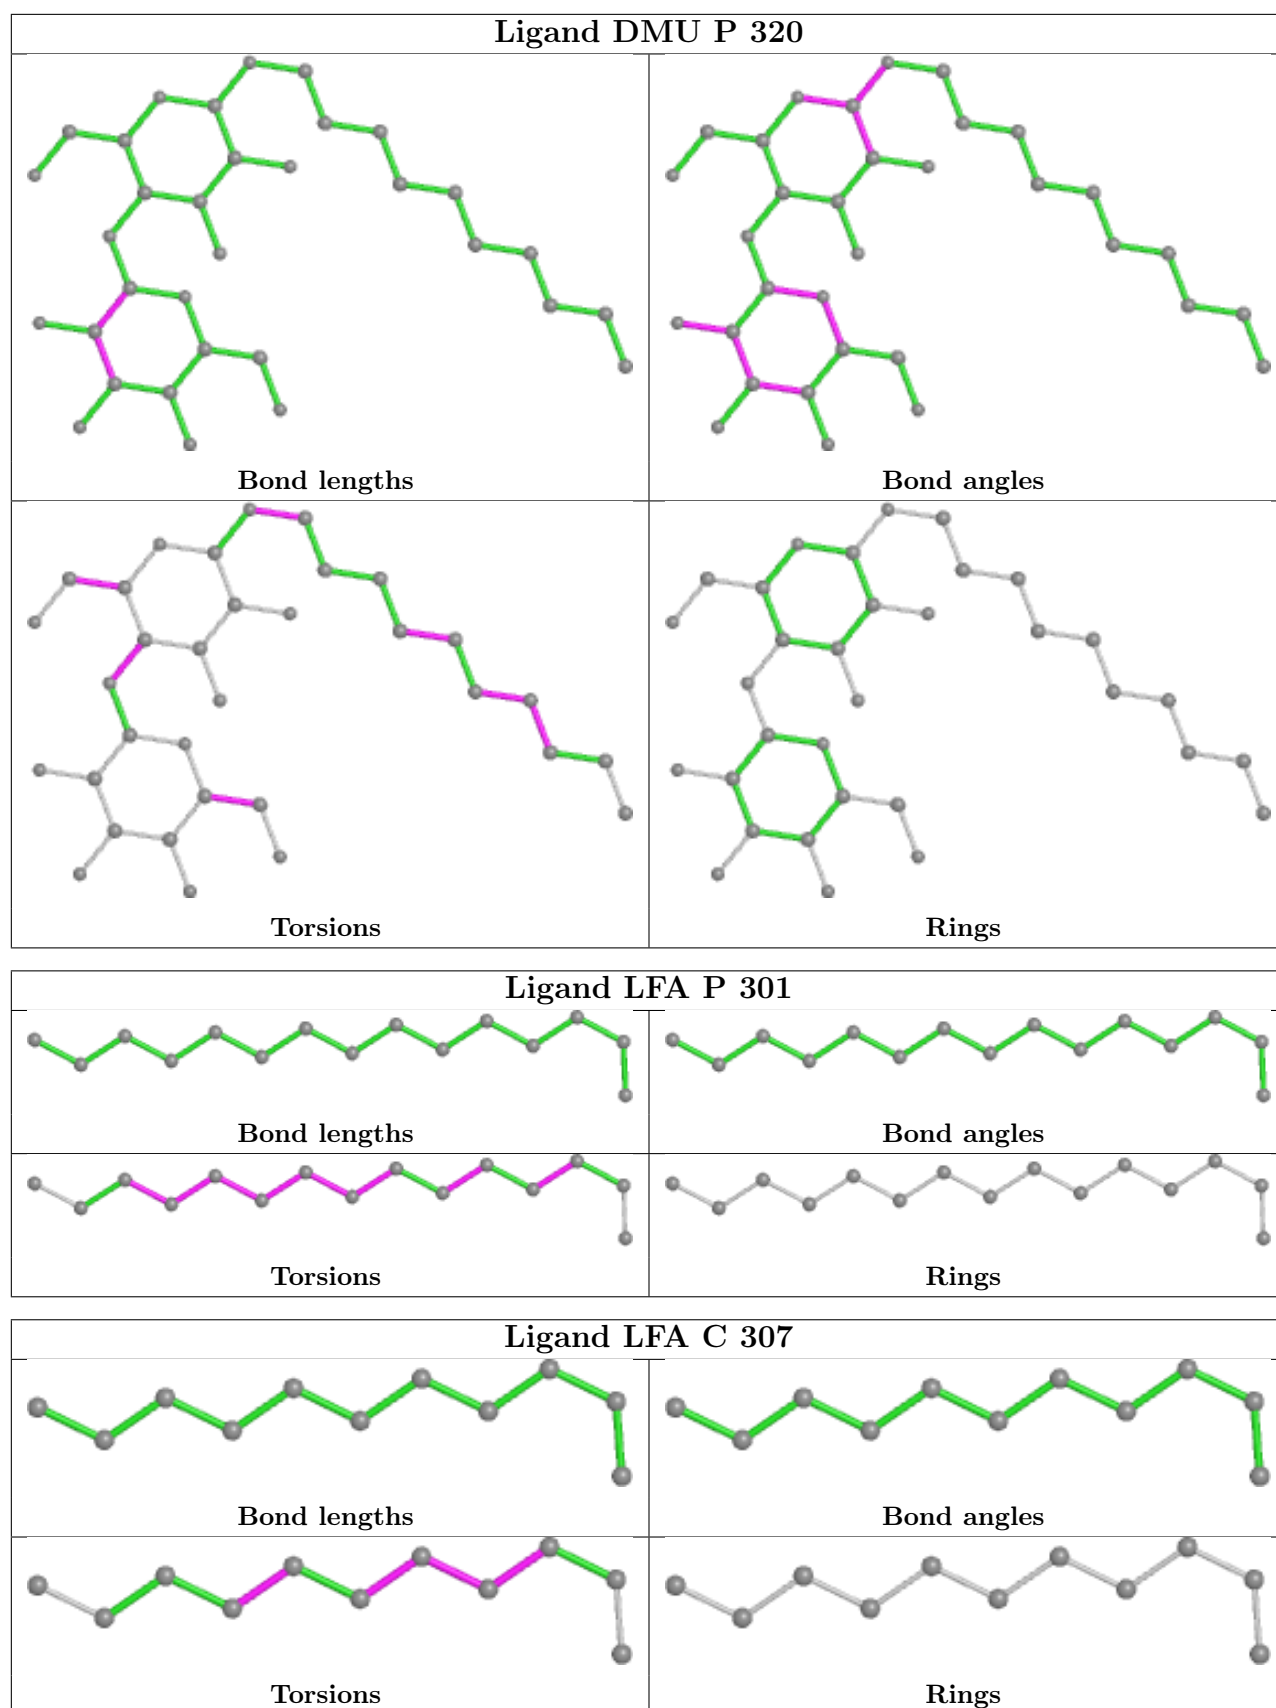 Ligand DMU P 320
Bond lengths
Bond angles
Torsions
Rings
Ligand LFA P 301
Bond lengths
Bond angles
Torsions
Rings
Ligand LFA C 307
Bond lengths
Bond angles
Torsions
Rings